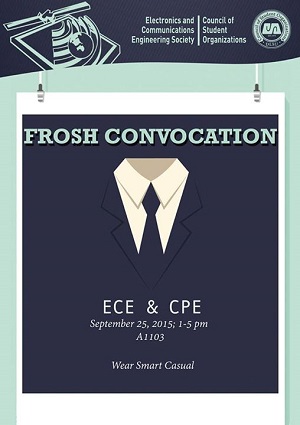 Electronics and
Communications
Engineering Society
Council of
Student
Organizations
FROSH CONVOCATION
ECE & CPE
September 25, 2015; 1-5 pm
A1103
Wear Smart Casual